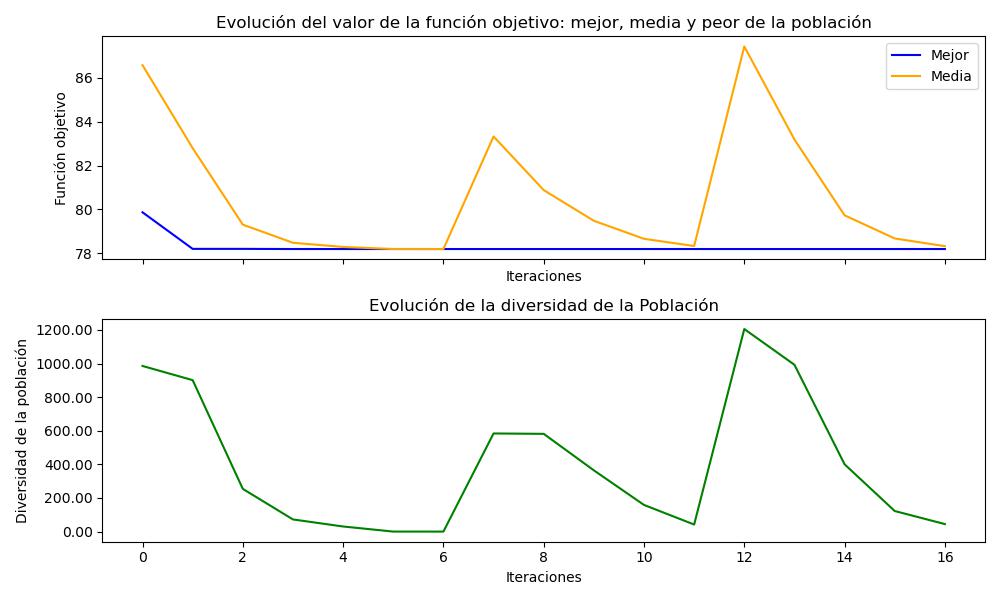 Evolución del valor de la función objetivo: mejor, media y peor de la población
Mejor
Media
86
84
82
80
78
Función objetivo
Iteraciones
Evolución de la diversidad de la Población
1200.00
1000.00
800.00
600.00
400.00
200.00
0.00
Diversidad de la población
0 2 4 6 8 10 12 14 16
Iteraciones